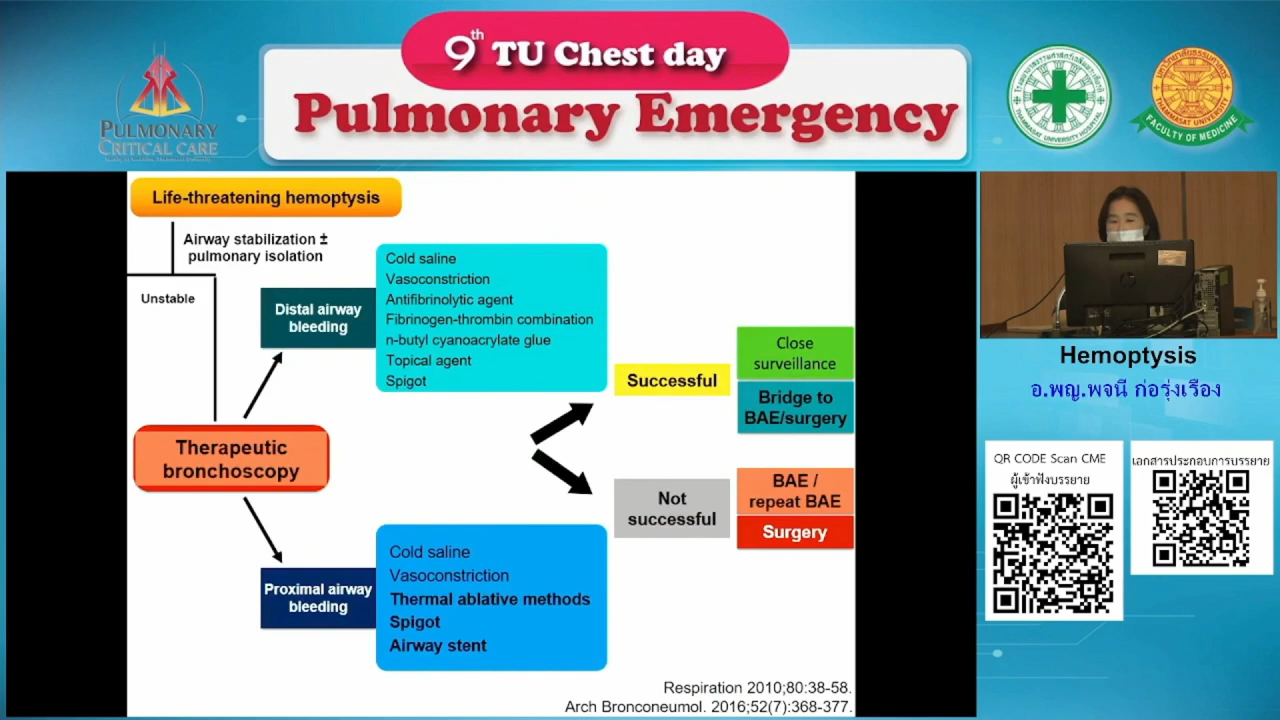 9th TU Chest day
Pulmonary Emergency
PULMONARY
CRITICAL CARE
THAMMASAT UNIVERSITY
FACULTY OF MEDICINE
Life-threatening hemoptysis
Airway stabilization ±
pulmonary isolation
Unstable
Distal airway
bleeding
Cold saline
Vasoconstriction
Antifibrinolytic agent
Fibrinogen-thrombin combination
n-butyl cyanoacrylate glue
Topical agent
Spigot
Therapeutic
bronchoscopy
Proximal airway
bleeding
Cold saline
Vasoconstriction
Thermal ablative methods
Spigot
Airway stent
Successful
Close
surveillance
Bridge to
BAE/surgery
Not
successful
BAE /
repeat BAE
Surgery
Respiration 2010;80:38-58.
Arch Bronconeumol. 2016;52(7):368-377.
Hemoptysis
อ.พญ.พจนี ก่อรุ่งเรือง
QR CODE Scan CME
ผู้เข้าฟังบรรยาย
เอกสารประกอบการบรรยาย